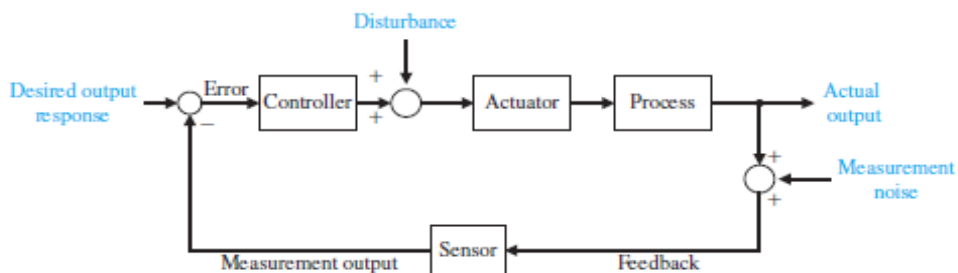 Disturbance
Desired output
response
Error
−
Controller
+
+
Actuator
Process
Actual
output
+
+
Measurement
noise
Sensor
Measurement output
Feedback